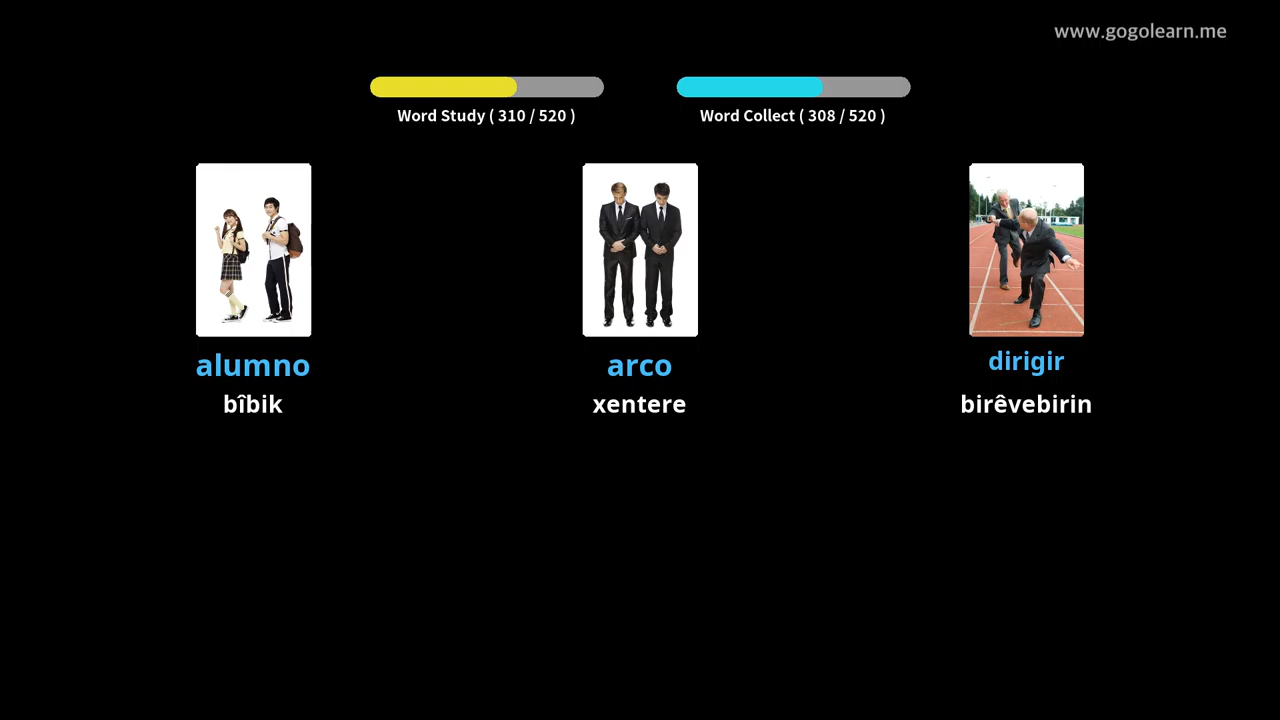 www.gogolearn.me
Word Study ( 310 / 520 )
Word Collect ( 308 / 520 )
alumno
arco
dirigir
bîbik
xentere
birêvebirin